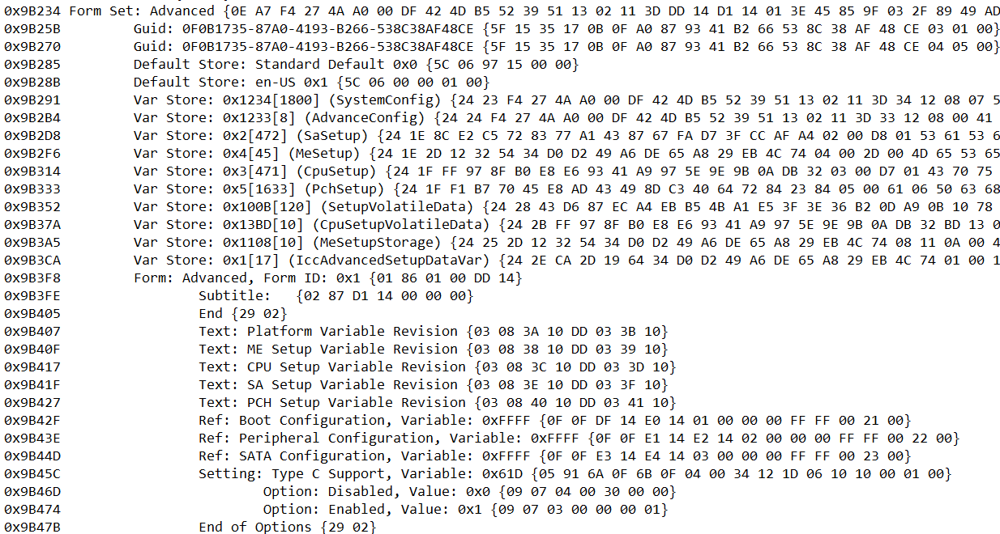 0x9B234 Form Set: Advanced {0E A7 F4 27 4A A0 00 DF 42 4D B5 52 39 51 13 02 11 3D DD 14 D1 14 01 3E 45 85 9F 03 2F 89 49 AD
0x9B25B Guid: 0F0B1735-87A0-4193-B266-538C38AF48CE {5F 15 35 17 0B 0F A0 87 93 41 B2 66 53 8C 38 AF 48 CE 03 01 00}
0x9B270 Guid: 0F0B1735-87A0-4193-B266-538C38AF48CE {5F 15 35 17 0B 0F A0 87 93 41 B2 66 53 8C 38 AF 48 CE 04 05 00}
0x9B285 Default Store: Standard Default 0x0 {5C 06 97 15 00 00}
0x9B28B Default Store: en-US 0x1 {5C 06 00 00 01 00}
0x9B291 Var Store: 0x1234[1800] (SystemConfig) {24 23 F4 27 4A A0 00 DF 42 4D B5 52 39 51 13 02 11 3D 34 12 08 07 5
0x9B2B4 Var Store: 0x1233[8] (AdvanceConfig) {24 24 F4 27 4A A0 00 DF 42 4D B5 52 39 51 13 02 11 3D 33 12 08 00 41
0x9B2D8 Var Store: 0x2[472] (SaSetup) {24 1E 8C E2 C5 72 83 77 A1 43 87 67 FA D7 3F CC AF A4 02 00 D8 01 53 61 53 6
0x9B2F6 Var Store: 0x4[45] (MeSetup) {24 1E 2D 12 32 54 34 D0 D2 49 A6 DE 65 A8 29 EB 4C 74 04 00 2D 00 4D 65 53 65
0x9B314 Var Store: 0x3[471] (CpuSetup) {24 1F FF 97 8F B0 E8 E6 93 41 A9 97 5E 9E 9B 0A DB 32 03 00 D7 01 43 70 75
0x9B333 Var Store: 0x5[1633] (PchSetup) {24 1F F1 B7 70 45 E8 AD 43 49 8D C3 40 64 72 84 23 84 05 00 61 06 50 63 68
0x9B352 Var Store: 0x100B[120] (SetupVolatileData) {24 28 43 D6 87 EC A4 EB B5 4B A1 E5 3F 3E 36 B2 0D A9 0B 10 78
0x9B37A Var Store: 0x13BD[10] (CpuSetupVolatileData) {24 2B FF 97 8F B0 E8 E6 93 41 A9 97 5E 9E 9B 0A DB 32 BD 13 0
0x9B3A5 Var Store: 0x1108[10] (MeSetupStorage) {24 25 2D 12 32 54 34 D0 D2 49 A6 DE 65 A8 29 EB 4C 74 08 11 0A 00 4
0x9B3CA Var Store: 0x1[17] (IccAdvancedSetupDataVar) {24 2E CA 2D 19 64 34 D0 D2 49 A6 DE 65 A8 29 EB 4C 74 01 00 1
0x9B3F8 Form: Advanced, Form ID: 0x1 {01 86 01 00 DD 14}
0x9B3FE Subtitle: {02 87 D1 14 00 00 00}
0x9B405 End {29 02}
0x9B407 Text: Platform Variable Revision {03 08 3A 10 DD 03 3B 10}
0x9B40F Text: ME Setup Variable Revision {03 08 38 10 DD 03 39 10}
0x9B417 Text: CPU Setup Variable Revision {03 08 3C 10 DD 03 3D 10}
0x9B41F Text: SA Setup Variable Revision {03 08 3E 10 DD 03 3F 10}
0x9B427 Text: PCH Setup Variable Revision {03 08 40 10 DD 03 41 10}
0x9B42F Ref: Boot Configuration, Variable: 0xFFFF {0F 0F DF 14 E0 14 01 00 00 00 FF FF 00 21 00}
0x9B43E Ref: Peripheral Configuration, Variable: 0xFFFF {0F 0F E1 14 E2 14 02 00 00 00 FF FF 00 22 00}
0x9B44D Ref: SATA Configuration, Variable: 0xFFFF {0F 0F E3 14 E4 14 03 00 00 00 FF FF 00 23 00}
0x9B45C Setting: Type C Support, Variable: 0x61D {05 91 6A 0F 6B 0F 04 00 34 12 1D 06 10 10 00 01 00}
0x9B46D Option: Disabled, Value: 0x0 {09 07 04 00 30 00 00}
0x9B474 Option: Enabled, Value: 0x1 {09 07 03 00 00 00 01}
0x9B47B End of Options {29 02}